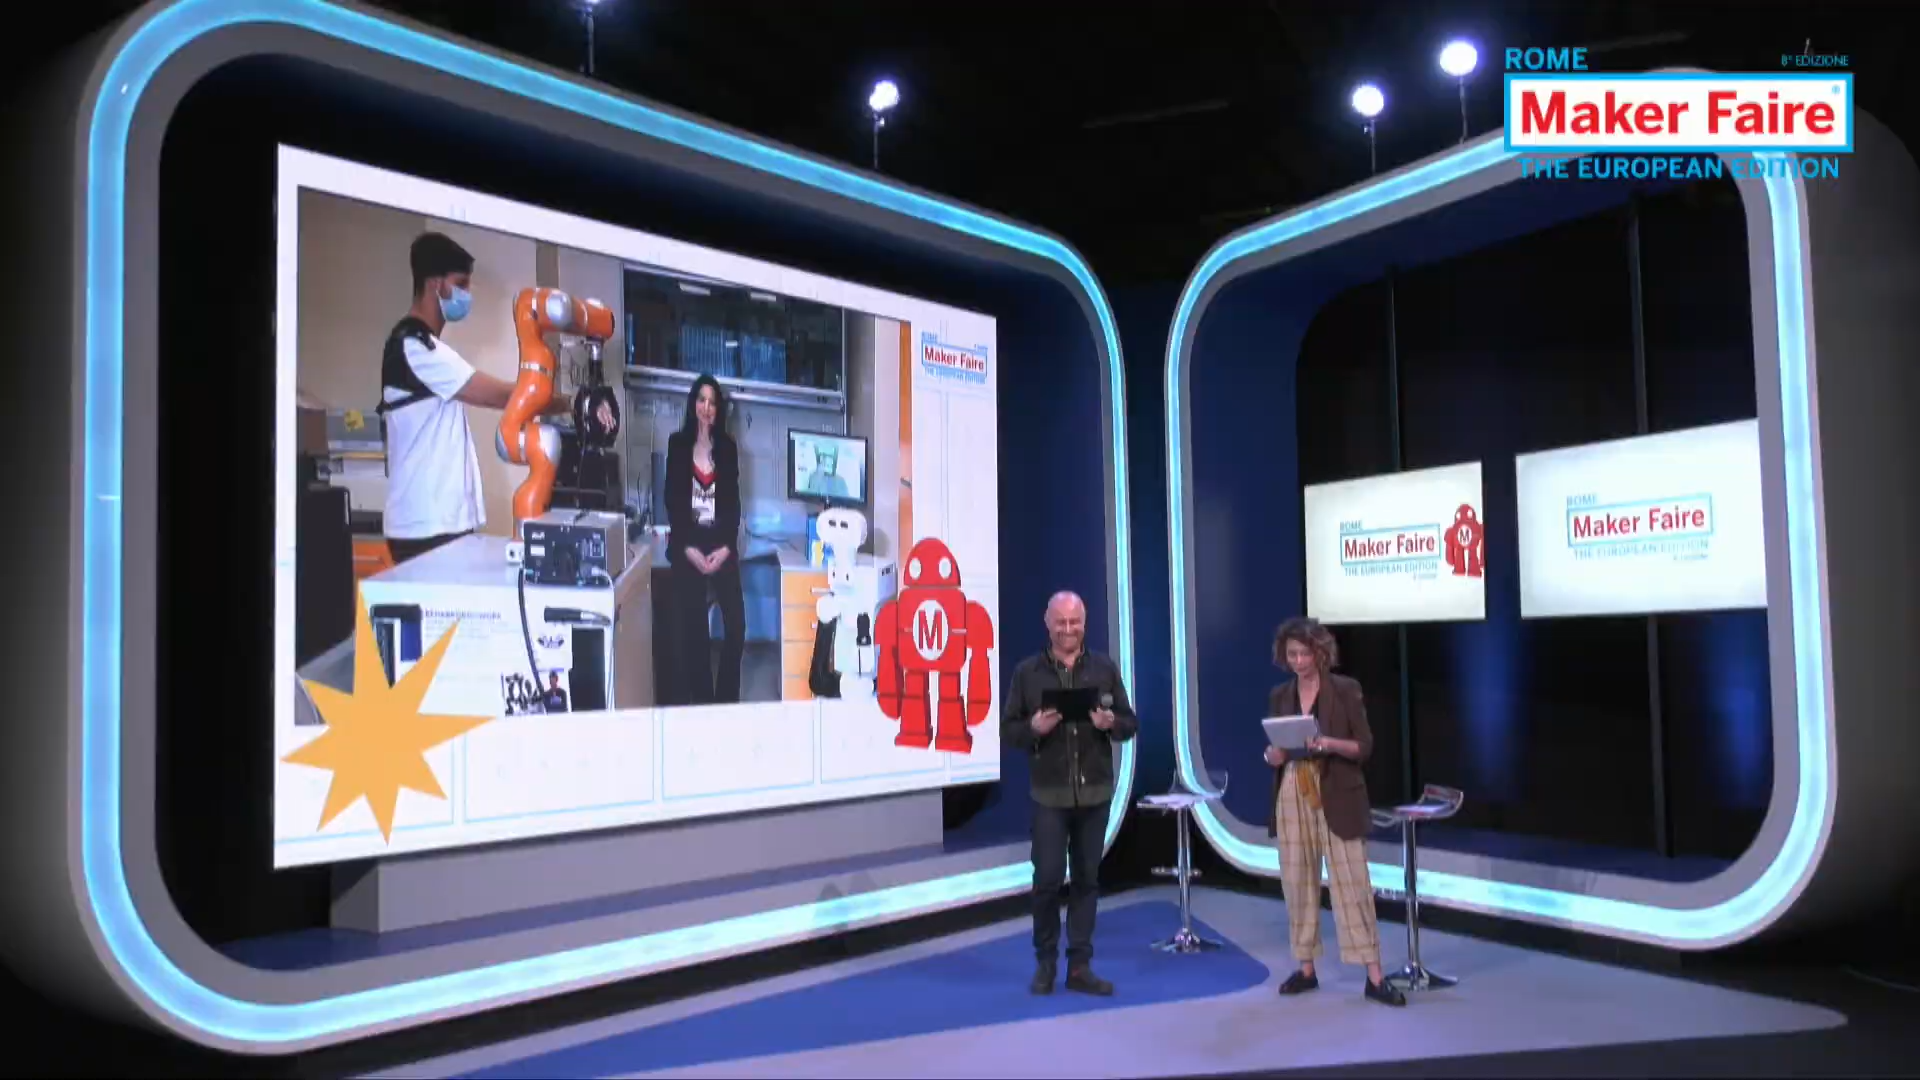 ROME
8ª EDIZIONE
Maker Faire®
THE EUROPEAN EDITION
ROME
Maker Faire
THE EUROPEAN EDITION
M
ROME
Maker Faire
THE EUROPEAN EDITION
M
ROME
Maker Faire
THE EUROPEAN EDITION